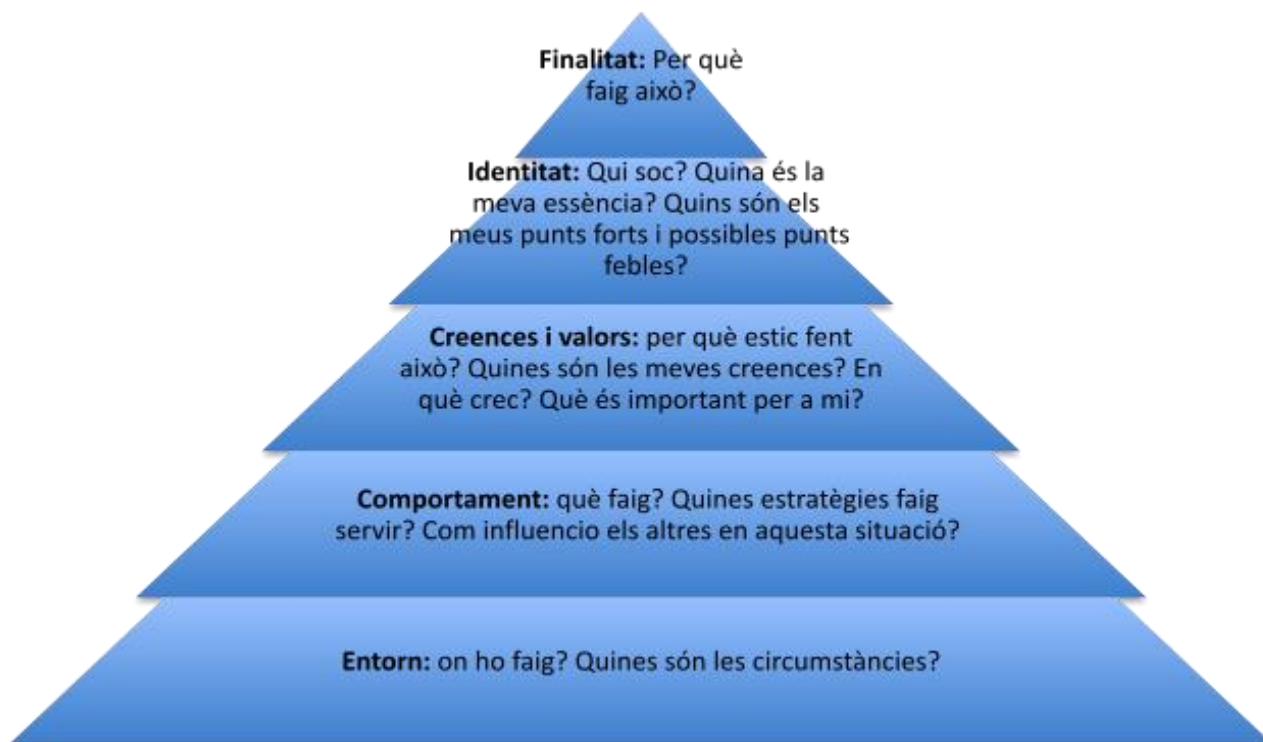 Finalitat: Per què
faig això?
Identitat: Qui soc? Quina és la
meva essència? Quins són els
meus punts forts i possibles punts
febles?
Creences i valors: per què estic fent
això? Quines són les meves creences? En
què crec? Què és important per a mi?
Comportament: què faig? Quines estratègies faig
servir? Com influencio els altres en aquesta situació?
Entorn: on ho faig? Quines són les circumstàncies?